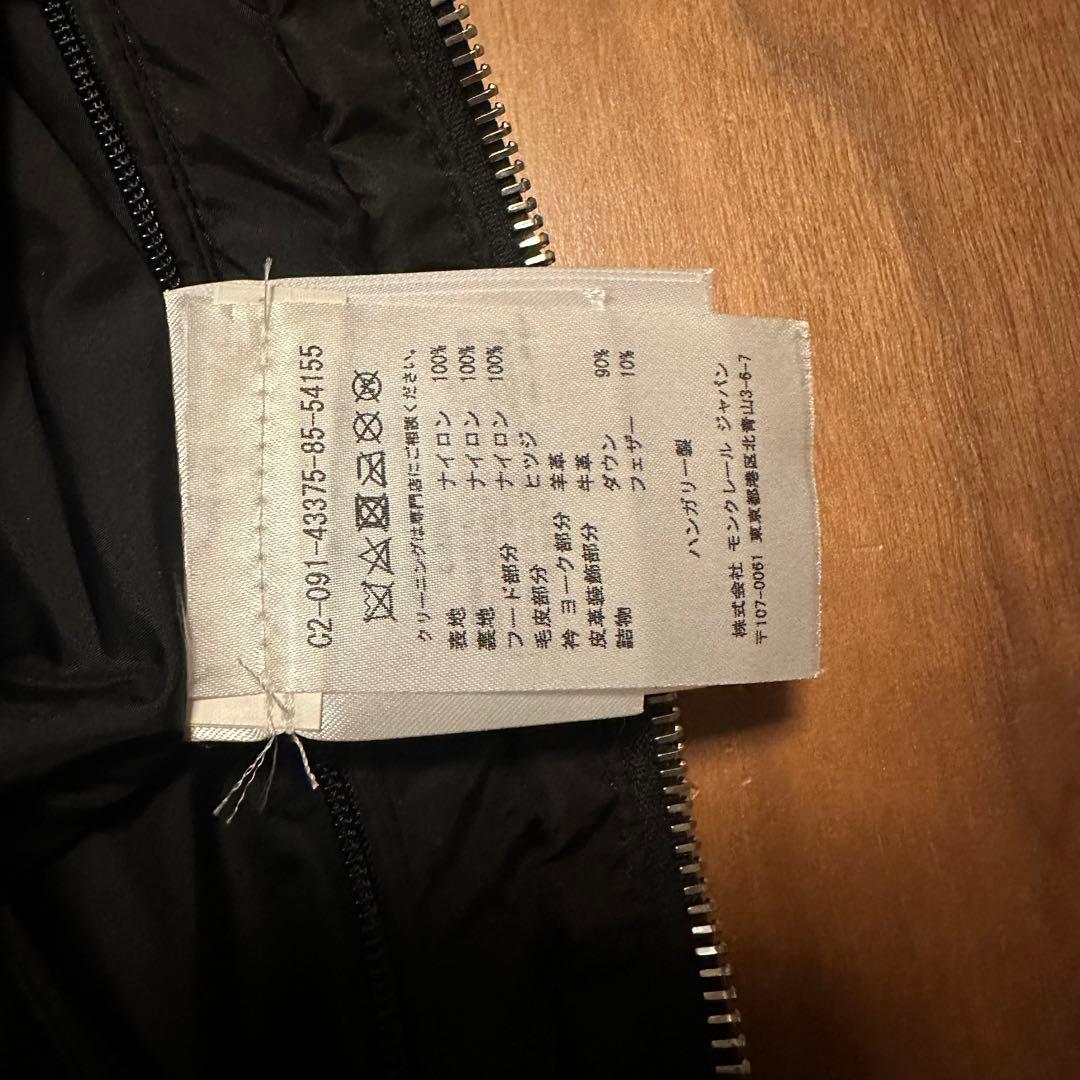 C2-091-43375-85-54155
クリーニングは専門店にご相談ください。
表地 ナイロン 100%
裏地 ナイロン 100%
フード部分 ナイロン 100%
毛皮部分 ヒツジ
衿 ヨーク部分 羊革
皮革装飾部分 牛革
詰物 ダウン 90%
フェザー 10%
ハンガリー製
株式会社 モンクレール ジャパン
〒107-0061 東京都港区北青山3-6-7